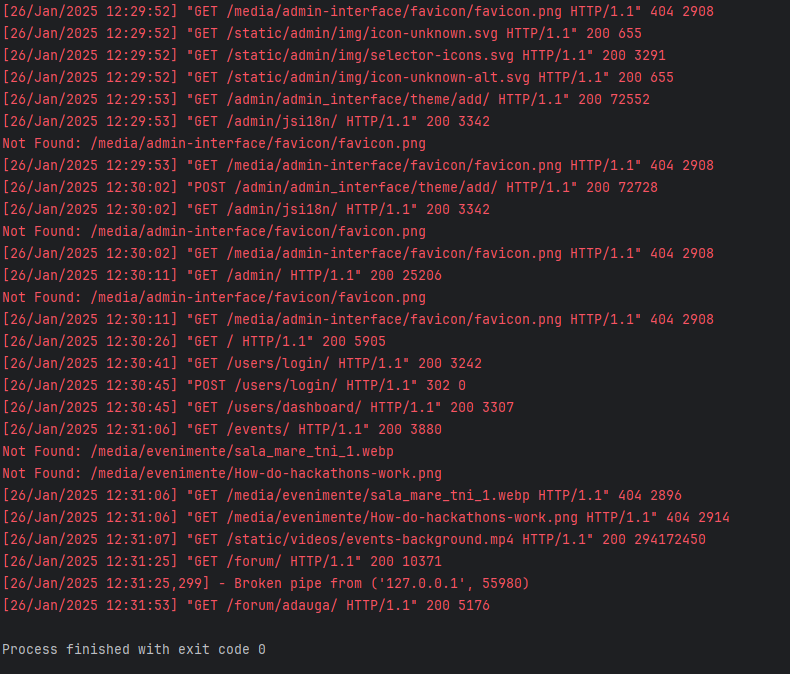 [26/Jan/2025 12:29:52] "GET /media/admin-interface/favicon/favicon.png HTTP/1.1" 404 2908
[26/Jan/2025 12:29:52] "GET /static/admin/img/icon-unknown.svg HTTP/1.1" 200 655
[26/Jan/2025 12:29:52] "GET /static/admin/img/selector-icons.svg HTTP/1.1" 200 3291
[26/Jan/2025 12:29:52] "GET /static/admin/img/icon-unknown-alt.svg HTTP/1.1" 200 655
[26/Jan/2025 12:29:53] "GET /admin/admin_interface/theme/add/ HTTP/1.1" 200 72552
[26/Jan/2025 12:29:53] "GET /admin/jsi18n/ HTTP/1.1" 200 3342
Not Found: /media/admin-interface/favicon/favicon.png
[26/Jan/2025 12:29:53] "GET /media/admin-interface/favicon/favicon.png HTTP/1.1" 404 2908
[26/Jan/2025 12:30:02] "POST /admin/admin_interface/theme/add/ HTTP/1.1" 200 72728
[26/Jan/2025 12:30:02] "GET /admin/jsi18n/ HTTP/1.1" 200 3342
Not Found: /media/admin-interface/favicon/favicon.png
[26/Jan/2025 12:30:02] "GET /media/admin-interface/favicon/favicon.png HTTP/1.1" 404 2908
[26/Jan/2025 12:30:11] "GET /admin/ HTTP/1.1" 200 25206
Not Found: /media/admin-interface/favicon/favicon.png
[26/Jan/2025 12:30:11] "GET /media/admin-interface/favicon/favicon.png HTTP/1.1" 404 2908
[26/Jan/2025 12:30:26] "GET / HTTP/1.1" 200 5905
[26/Jan/2025 12:30:41] "GET /users/login/ HTTP/1.1" 200 3242
[26/Jan/2025 12:30:45] "POST /users/login/ HTTP/1.1" 302 0
[26/Jan/2025 12:30:45] "GET /users/dashboard/ HTTP/1.1" 200 3307
[26/Jan/2025 12:31:06] "GET /events/ HTTP/1.1" 200 3880
Not Found: /media/evenimente/sala_mare_tni_1.webp
Not Found: /media/evenimente/How-do-hackathons-work.png
[26/Jan/2025 12:31:06] "GET /media/evenimente/sala_mare_tni_1.webp HTTP/1.1" 404 2896
[26/Jan/2025 12:31:06] "GET /media/evenimente/How-do-hackathons-work.png HTTP/1.1" 404 2914
[26/Jan/2025 12:31:07] "GET /static/videos/events-background.mp4 HTTP/1.1" 200 294172450
[26/Jan/2025 12:31:25] "GET /forum/ HTTP/1.1" 200 10371
[26/Jan/2025 12:31:25,299] - Broken pipe from ('127.0.0.1', 55980)
[26/Jan/2025 12:31:53] "GET /forum/adauga/ HTTP/1.1" 200 5176
Process finished with exit code 0